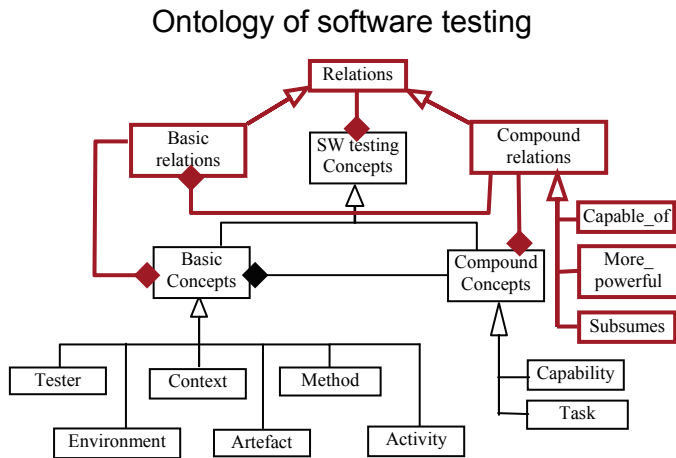 Ontology of software testing
Relations
Basic
relations
SW testing
Concepts
Compound
relations
Capable_of
More_
powerful
Subsumes
Basic
Concepts
Compound
Concepts
Tester
Context
Method
Environment
Artefact
Activity
Capability
Task